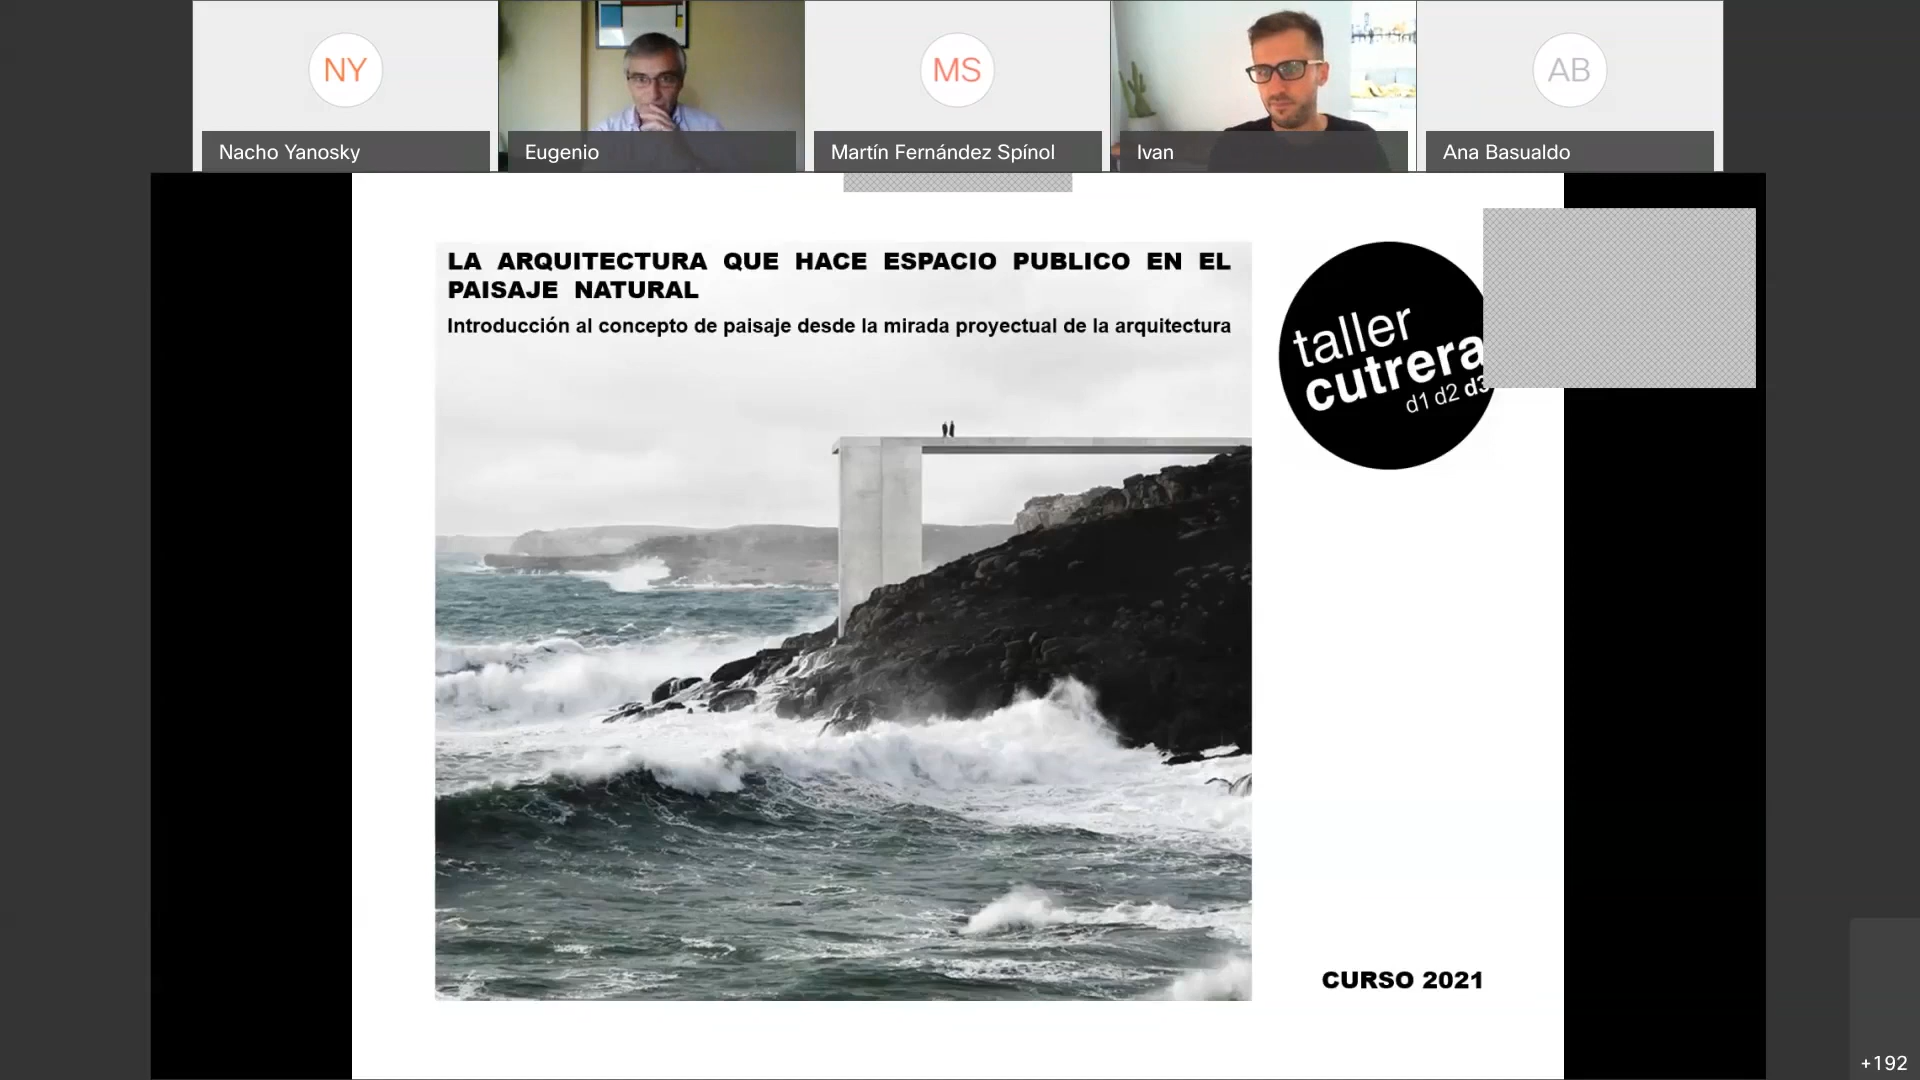 NY
MS
AB
Nacho Yanosky
Eugenio
Martín Fernández Spínol
Ivan
Ana Basualdo
LA ARQUITECTURA QUE HACE ESPACIO PUBLICO EN EL
PAISAJE NATURAL
Introducción al concepto de paisaje desde la mirada proyectual de la arquitectura
taller
cutrera
d1 d2 d3
CURSO 2021
+192